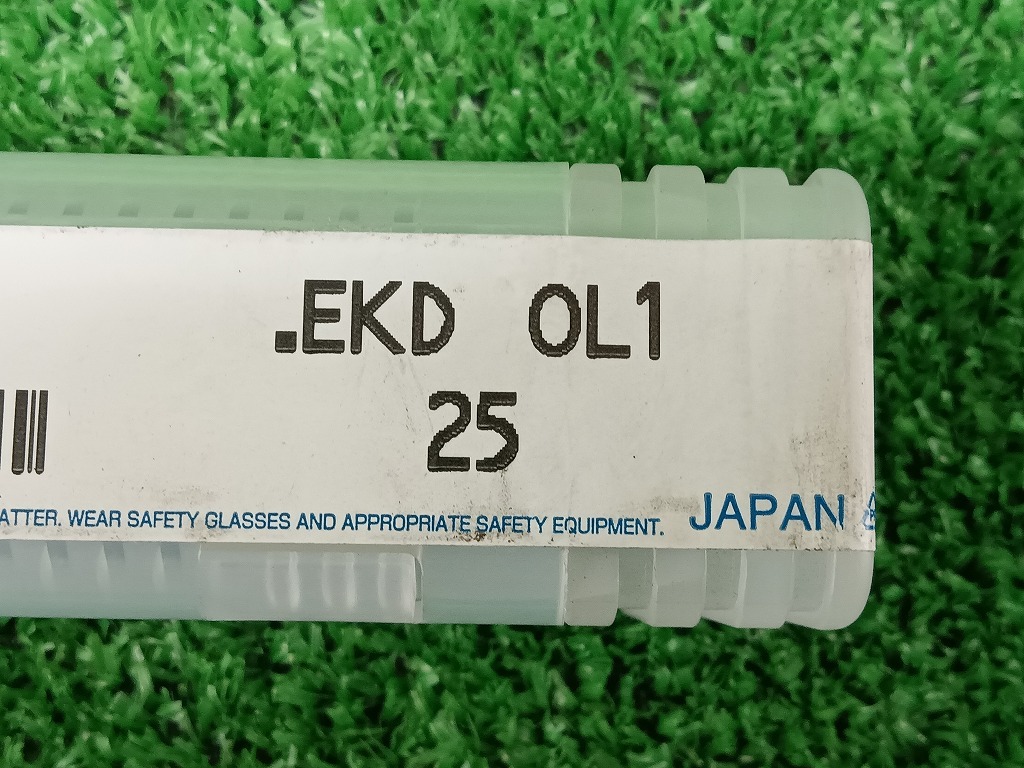 .EKD OL1
25
ATTER. WEAR SAFETY GLASSES AND APPROPRIATE SAFETY EQUIPMENT. JAPAN